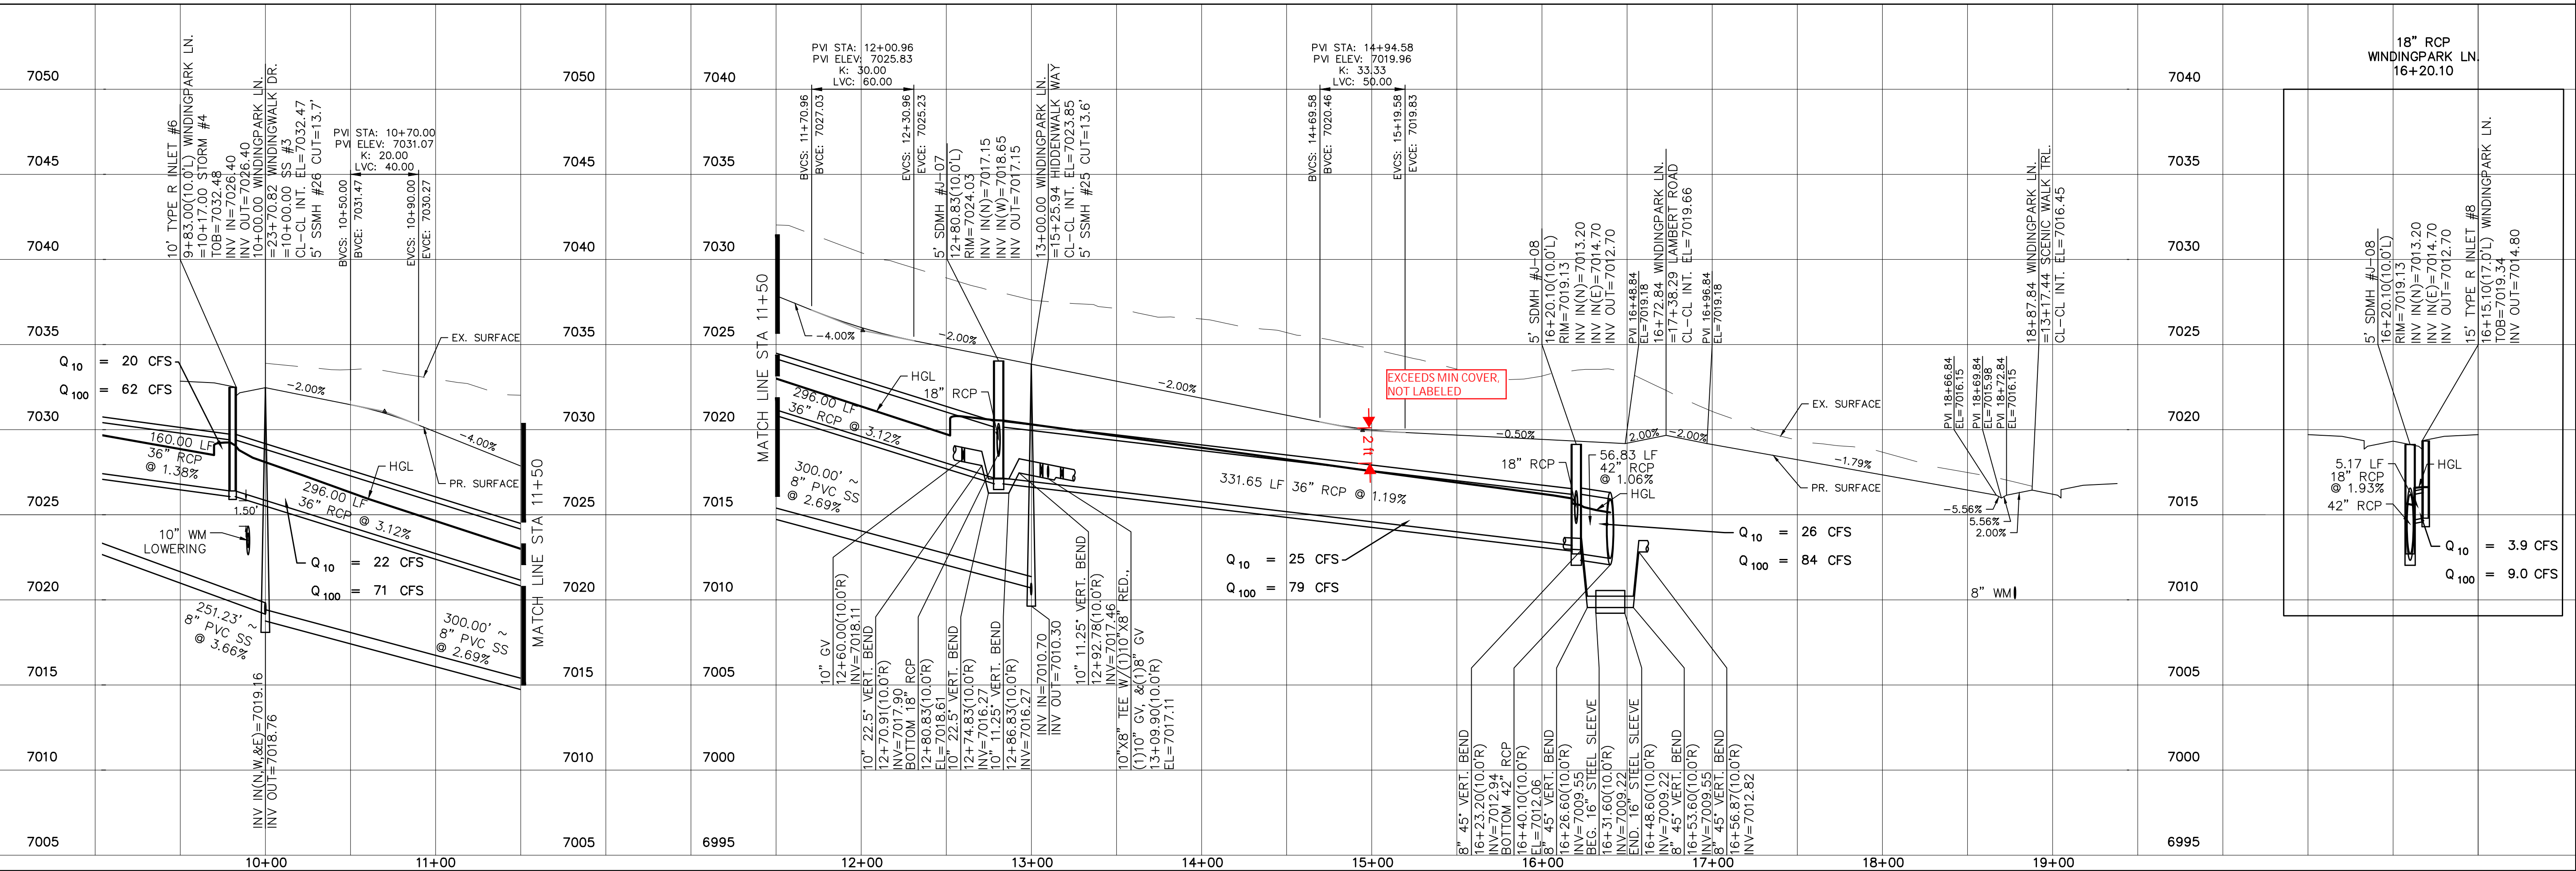 7050
7045
7040
7035
7030
7025
7020
7015
7010
7005
10' TYPE R INLET #6
9+83.00(10.0'L) WINDINGPARK LN.
=10+17.00 STORM #4
TOB=7032.48
INV IN=7026.40
INV OUT=7026.40
10+00.00 WINDINGPARK LN.
=23+70.82 WINDINGWALK DR.
=10+00.00 SS #3
CL-CL INT. EL=7032.47
5' SSMH #26 CUT=13.7'
PVI STA: 10+70.00
PVI ELEV: 7031.07
K: 20.00
LVC: 40.00
BVCS: 10+50.00
BVCE: 7031.47
EVCS: 10+90.00
EVCE: 7030.27
EX. SURFACE
Q10 = 20 CFS
Q100 = 62 CFS
-2.00%
-4.00%
160.00 LF
36" RCP
@ 1.38%
HGL
PR. SURFACE
296.00 LF
36" RCP @ 3.12%
1.50'
10" WM
LOWERING
Q10 = 22 CFS
Q100 = 71 CFS
251.23' ~
8" PVC SS
@ 3.66%
300.00' ~
8" PVC SS
@ 2.69%
INV IN(N,W,&E)=7019.16
INV OUT=7018.76
MATCH LINE STA 11+50
10+00
11+00
7050
7045
7040
7035
7030
7025
7020
7015
7010
7005
7040
7035
7030
7025
7020
7015
7010
7005
7000
6995
MATCH LINE STA 11+50
PVI STA: 12+00.96
PVI ELEV: 7025.83
K: 30.00
LVC: 60.00
BVCS: 11+70.96
BVCE: 7027.03
EVCS: 12+30.96
EVCE: 7025.23
5' SDMH #J-07
12+80.83(10.0'L)
RIM=7024.03
INV IN(N)=7017.15
INV IN(W)=7018.65
INV OUT=7017.15
13+00.00 WINDINGPARK LN.
=15+25.94 HIDDENWALK WAY
CL-CL INT. EL=7023.85
5' SSMH #25 CUT=13.6'
PVI STA: 14+94.58
PVI ELEV: 7019.96
K: 33.33
LVC: 50.00
BVCS: 14+69.58
BVCE: 7020.46
EVCS: 15+19.58
EVCE: 7019.83
-4.00%
-2.00%
-2.00%
HGL
18" RCP
296.00 LF
36" RCP @ 3.12%
300.00' ~
8" PVC SS
@ 2.69%
EXCEEDS MIN COVER,
NOT LABELED
2 ft
331.65 LF 36" RCP @ 1.19%
Q10 = 25 CFS
Q100 = 79 CFS
10" GV
12+60.00(10.0'R)
INV=7018.11
10" 22.5° VERT. BEND
12+70.91(10.0'R)
INV=7017.90
BOTTOM 18" RCP
12+80.83(10.0'R)
EL=7018.61
10" 22.5° VERT. BEND
12+74.83(10.0'R)
INV=7016.27
10" 11.25° VERT. BEND
12+86.83(10.0'R)
INV=7016.27
INV IN=7010.70
INV OUT=7010.30
10" 11.25° VERT. BEND
12+92.78(10.0'R)
INV=7017.46
10"X8" TEE W/(1)10"X8" RED.,
(1)10" GV, &(1)8" GV
13+09.90(10.0'R)
EL=7017.11
5' SDMH #J-08
16+20.10(10.0'L)
RIM=7019.13
INV IN(N)=7013.20
INV IN(E)=7014.70
INV OUT=7012.70
PVI 16+48.84
EL=7019.18
16+72.84 WINDINGPARK LN.
=17+38.29 LAMBERT ROAD
CL-CL INT. EL=7019.66
PVI 16+96.84
EL=7019.18
18+87.84 WINDINGPARK LN.
=13+17.44 SCENIC WALK TRL.
CL-CL INT. EL=7016.45
PVI 18+66.84
EL=7016.15
PVI 18+69.84
EL=7015.98
PVI 18+72.84
EL=7016.15
-0.50%
2.00%
-2.00%
EX. SURFACE
-1.79%
PR. SURFACE
-5.56%
5.56%
2.00%
18" RCP
56.83 LF
42" RCP
@ 1.06%
HGL
Q10 = 26 CFS
Q100 = 84 CFS
8" WM
8" 45° VERT. BEND
16+23.20(10.0'R)
INV=7012.94
BOTTOM 42" RCP
16+40.10(10.0'R)
EL=7012.06
8" 45° VERT. BEND
16+26.60(10.0'R)
INV=7009.55
BEG. 16" STEEL SLEEVE
16+31.60(10.0'R)
INV=7009.22
END. 16" STEEL SLEEVE
16+48.60(10.0'R)
INV=7009.22
8" 45° VERT. BEND
16+53.60(10.0'R)
INV=7009.55
8" 45° VERT. BEND
16+56.87(10.0'R)
INV=7012.82
12+00
13+00
14+00
15+00
16+00
17+00
18+00
19+00
7040
7035
7030
7025
7020
7015
7010
7005
7000
6995
18" RCP
WINDINGPARK LN.
16+20.10
5' SDMH #J-08
16+20.10(10.0'L)
RIM=7019.13
INV IN(N)=7013.20
INV IN(E)=7014.70
INV OUT=7012.70
15' TYPE R INLET #8
16+15.10(17.0'L) WINDINGPARK LN.
TOB=7019.34
INV OUT=7014.80
5.17 LF
18" RCP
@ 1.93%
42" RCP
HGL
Q10 = 3.9 CFS
Q100 = 9.0 CFS